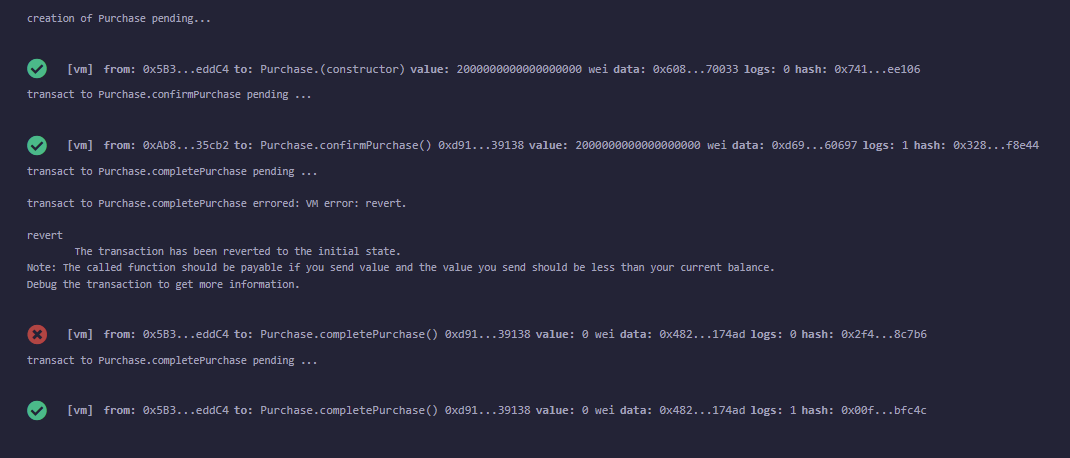 creation of Purchase pending...
[vm] from: 0x5B3...eddC4 to: Purchase.(constructor) value: 2000000000000000000 wei data: 0x608...70033 logs: 0 hash: 0x741...ee106
transact to Purchase.confirmPurchase pending ...
[vm] from: 0xAb8...35cb2 to: Purchase.confirmPurchase() 0xd91...39138 value: 2000000000000000000 wei data: 0xd69...60697 logs: 1 hash: 0x328...f8e44
transact to Purchase.completePurchase pending ...
transact to Purchase.completePurchase errored: VM error: revert.
revert
The transaction has been reverted to the initial state.
Note: The called function should be payable if you send value and the value you send should be less than your current balance.
Debug the transaction to get more information.
[vm] from: 0x5B3...eddC4 to: Purchase.completePurchase() 0xd91...39138 value: 0 wei data: 0x482...174ad logs: 0 hash: 0x2f4...8c7b6
transact to Purchase.completePurchase pending ...
[vm] from: 0x5B3...eddC4 to: Purchase.completePurchase() 0xd91...39138 value: 0 wei data: 0x482...174ad logs: 1 hash: 0x00f...bfc4c